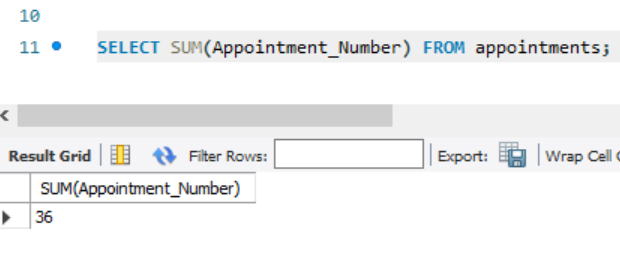 10
11 SELECT SUM(Appointment_Number) FROM appointments;
Result Grid Filter Rows: Export: Wrap Cell
SUM(Appointment_Number)
36